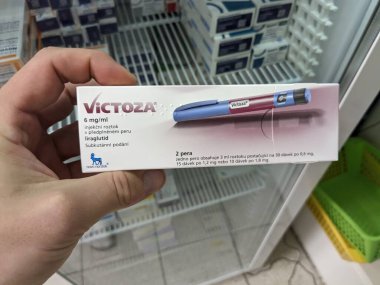 VICTOZA®
6 mg/ml
injekční roztok
v předplněném peru
liraglutid
Subkutánní podání
Victoza®
2 pera
Jedno pero obsahuje 3 ml roztoku postačující na 30 dávek po 0,6 mg,
15 dávek po 1,2 mg nebo 10 dávek po 1,8 mg.